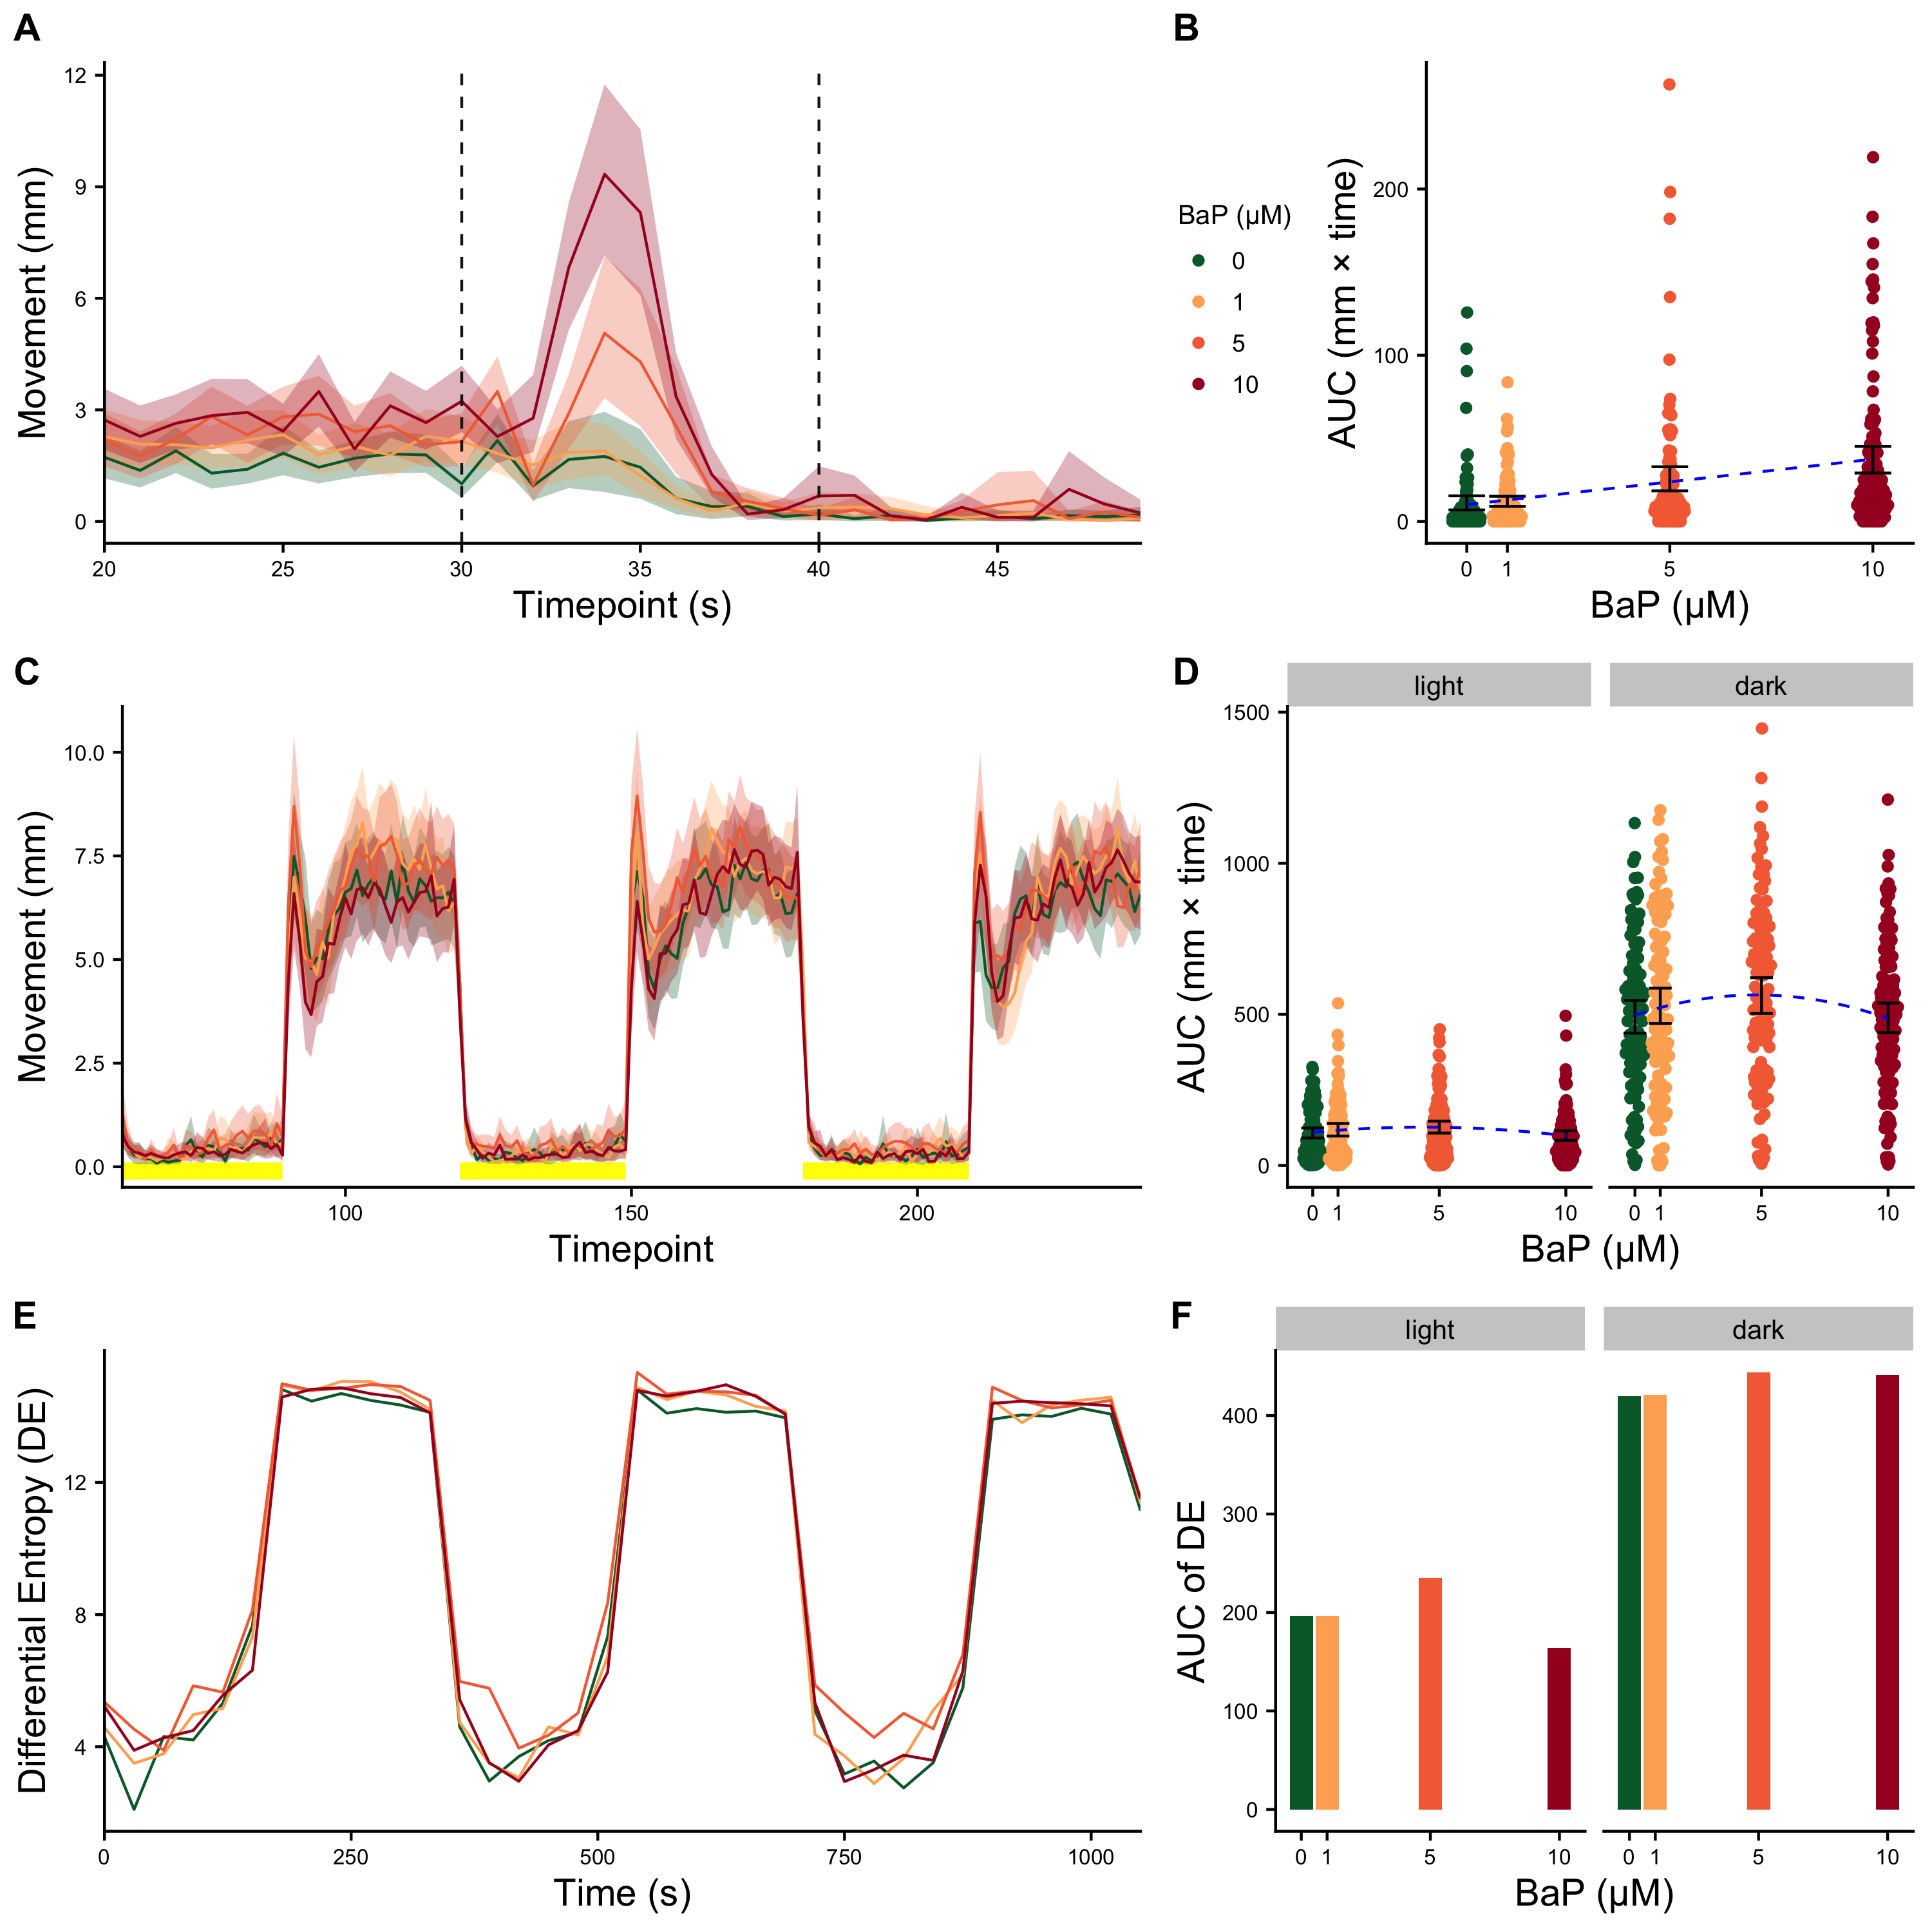 A
12
9
6
3
0
Movement (mm)
20 25 30 35 40 45
Timepoint (s)
BaP (µM)
0
1
5
10
B
200
100
0
AUC (mm × time)
0 1 5 10
BaP (µM)
C
10.0
7.5
5.0
2.5
0.0
Movement (mm)
100 150 200
Timepoint
D
light dark
1500
1000
500
0
AUC (mm × time)
0 1 5 10 0 1 5 10
BaP (µM)
E
12
8
4
Differential Entropy (DE)
0 250 500 750 1000
Time (s)
F
light dark
400
300
200
100
0
AUC of DE
0 1 5 10 0 1 5 10
BaP (µM)